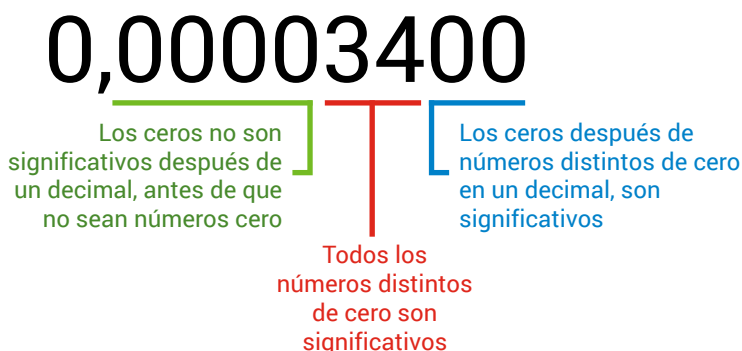 0,00003400
Los ceros no son
significativos después de
un decimal, antes de que
no sean números cero
Todos los
números distintos
de cero son
significativos
Los ceros después de
números distintos de cero
en un decimal, son
significativos